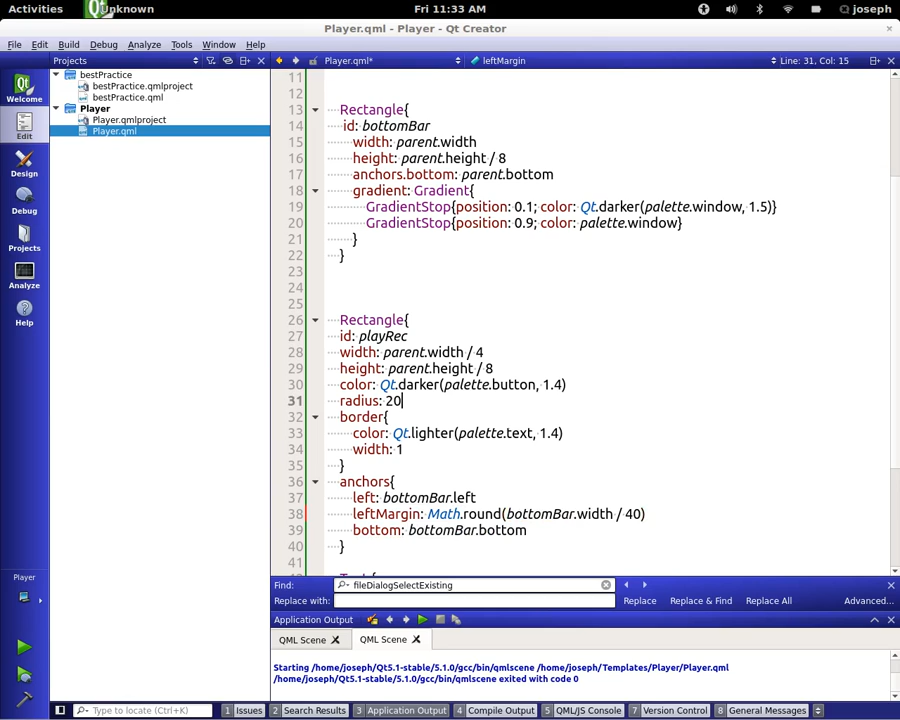 Activities
Unknown
Fri 11:33 AM
joseph
Player.qml - Player - Qt Creator
File Edit Build Debug Analyze Tools Window Help
Projects
Player.qml*
leftMargin
Line: 31, Col: 15
Welcome
Edit
Design
Debug
Projects
Analyze
Help
Player
bestPractice
bestPractice.qmlproject
bestPractice.qml
Player
Player.qmlproject
Player.qml
11
12
13 Rectangle{
14 id: bottomBar
15 width: parent.width
16 height: parent.height / 8
17 anchors.bottom: parent.bottom
18 gradient: Gradient{
19 GradientStop{position: 0.1; color: Qt.darker(palette.window, 1.5)}
20 GradientStop{position: 0.9; color: palette.window}
21 }
22 }
23
24
25
26 Rectangle{
27 id: playRec
28 width: parent.width / 4
29 height: parent.height / 8
30 color: Qt.darker(palette.button, 1.4)
31 radius: 20
32 border{
33 color: Qt.lighter(palette.text, 1.4)
34 width: 1
35 }
36 anchors{
37 left: bottomBar.left
38 leftMargin: Math.round(bottomBar.width / 40)
39 bottom: bottomBar.bottom
40 }
41
Find: fileDialogSelectExisting
Replace with: Replace Replace & Find Replace All Advanced...
Application Output
QML Scene QML Scene
Starting /home/joseph/Qt5.1-stable/5.1.0/gcc/bin/qmlscene /home/joseph/Templates/Player/Player.qml
/home/joseph/Qt5.1-stable/5.1.0/gcc/bin/qmlscene exited with code 0
Type to locate (Ctrl+K) 1 Issues 2 Search Results 3 Application Output 4 Compile Output 5 QML/JS Console 7 Version Control 8 General Messages